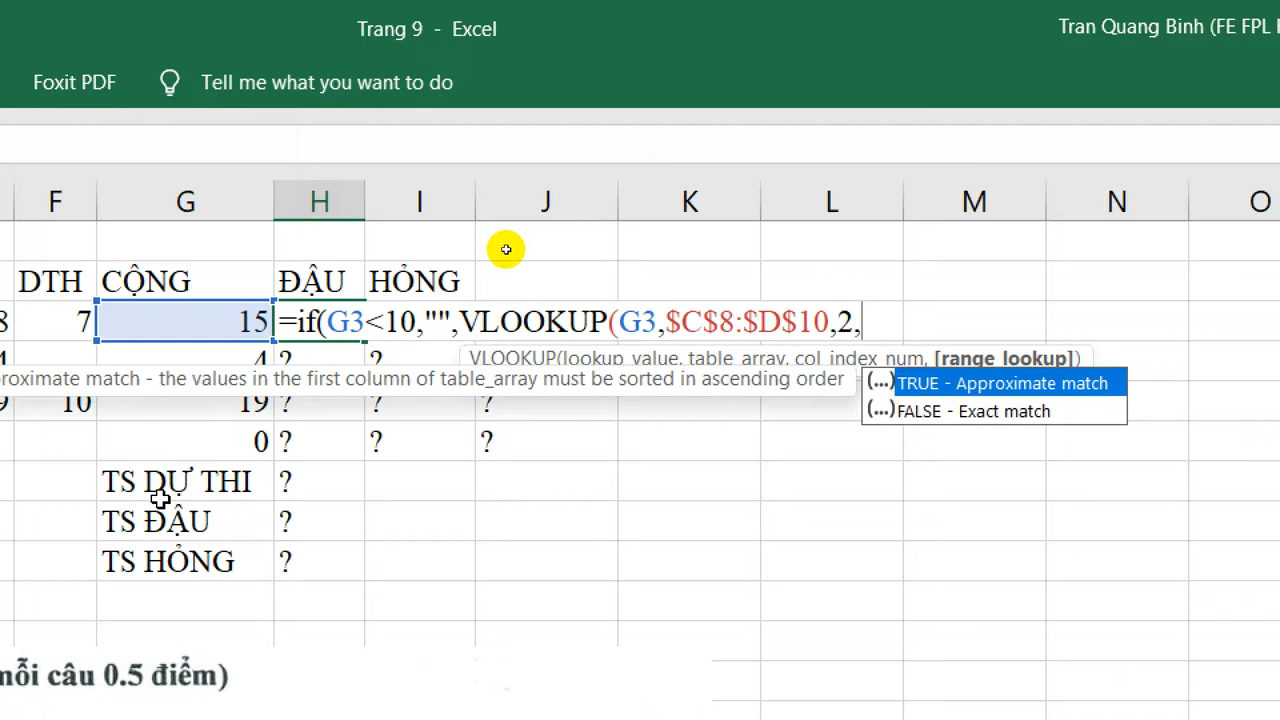 Trang 9 - Excel
Tran Quang Binh (FE FPL
Foxit PDF
Tell me what you want to do
F G H I J K L M N O
DTH CỘNG ĐẬU HỎNG
8 7 15 =if(G3<10,"",VLOOKUP(G3,$C$8:$D$10,2,
4 4 ? ?
VLOOKUP(lookup_value, table_array, col_index_num, [range_lookup])
roximate match - the values in the first column of table_array must be sorted in ascending order
(...) TRUE - Approximate match
(...) FALSE - Exact match
9 10 19 ? ? ?
0 ? ? ?
TS DỰ THI ?
TS ĐẬU ?
TS HỎNG ?
mỗi câu 0.5 điểm)